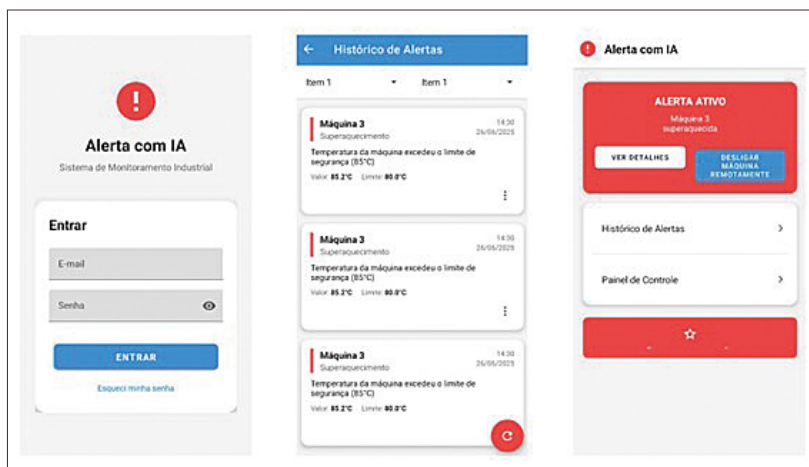 Alerta com IA
Sistema de Monitoramento Industrial
Entrar
E-mail
Senha
ENTRAR
Esqueci minha senha
Histórico de Alertas
Item 1
Item 1
Máquina 3
14:30
Superaquecimento
26/06/2025
Temperatura da máquina excedeu o limite de
segurança (85°C)
Valor: 85.2°C Limite: 80.0°C
Máquina 3
14:30
Superaquecimento
26/06/2025
Temperatura da máquina excedeu o limite de
segurança (85°C)
Valor: 85.2°C Limite: 80.0°C
Máquina 3
14:30
Superaquecimento
26/06/2025
Temperatura da máquina excedeu o limite de
segurança (85°C)
Valor: 85.2°C Limite: 80.0°C
Alerta com IA
ALERTA ATIVO
Máquina 3
superaquecida
VER DETALHES
DESLIGAR
MÁQUINA
REMOTAMENTE
Histórico de Alertas
Painel de Controle